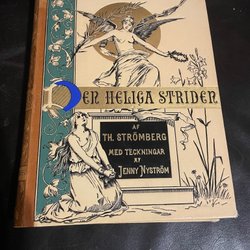 DEN HELIGA STRIDEN
AF
TH. STRÖMBERG
MED TECKNINGAR
AF
JENNY NYSTRÖM